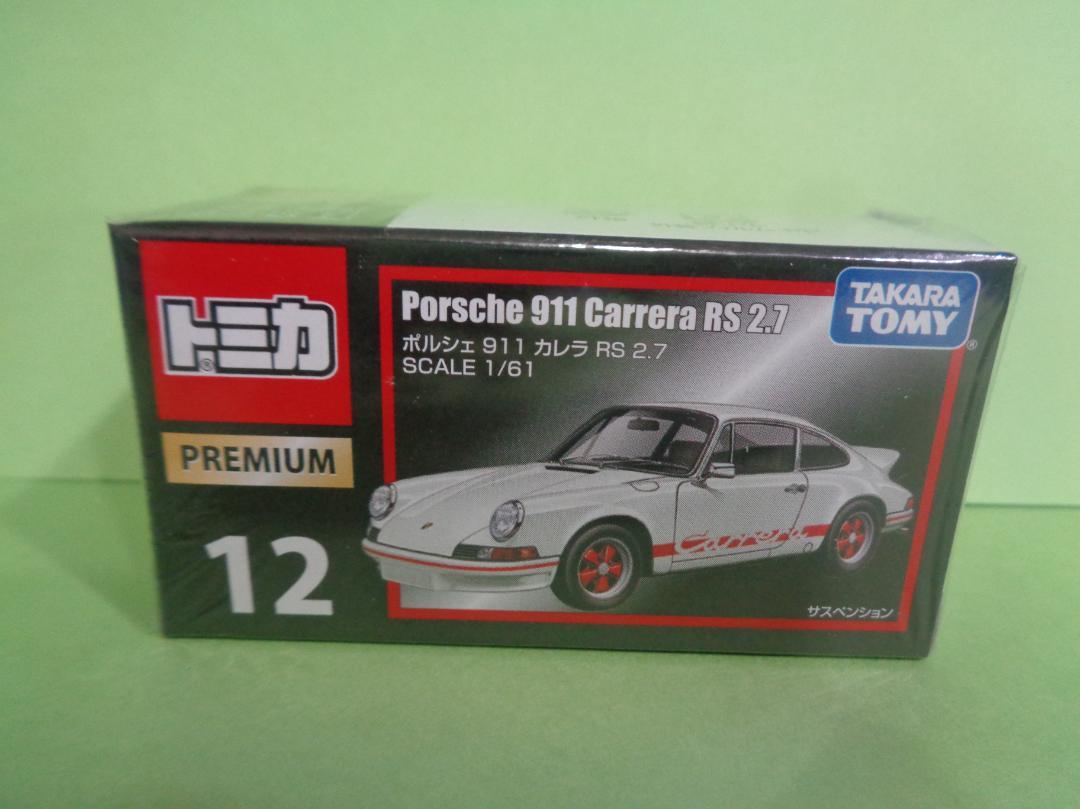 トミカ®
PREMIUM
12
Porsche 911 Carrera RS 2.7
ポルシェ 911 カレラ RS 2.7
SCALE 1/61
TAKARA
TOMY®
Carrera
サスペンション